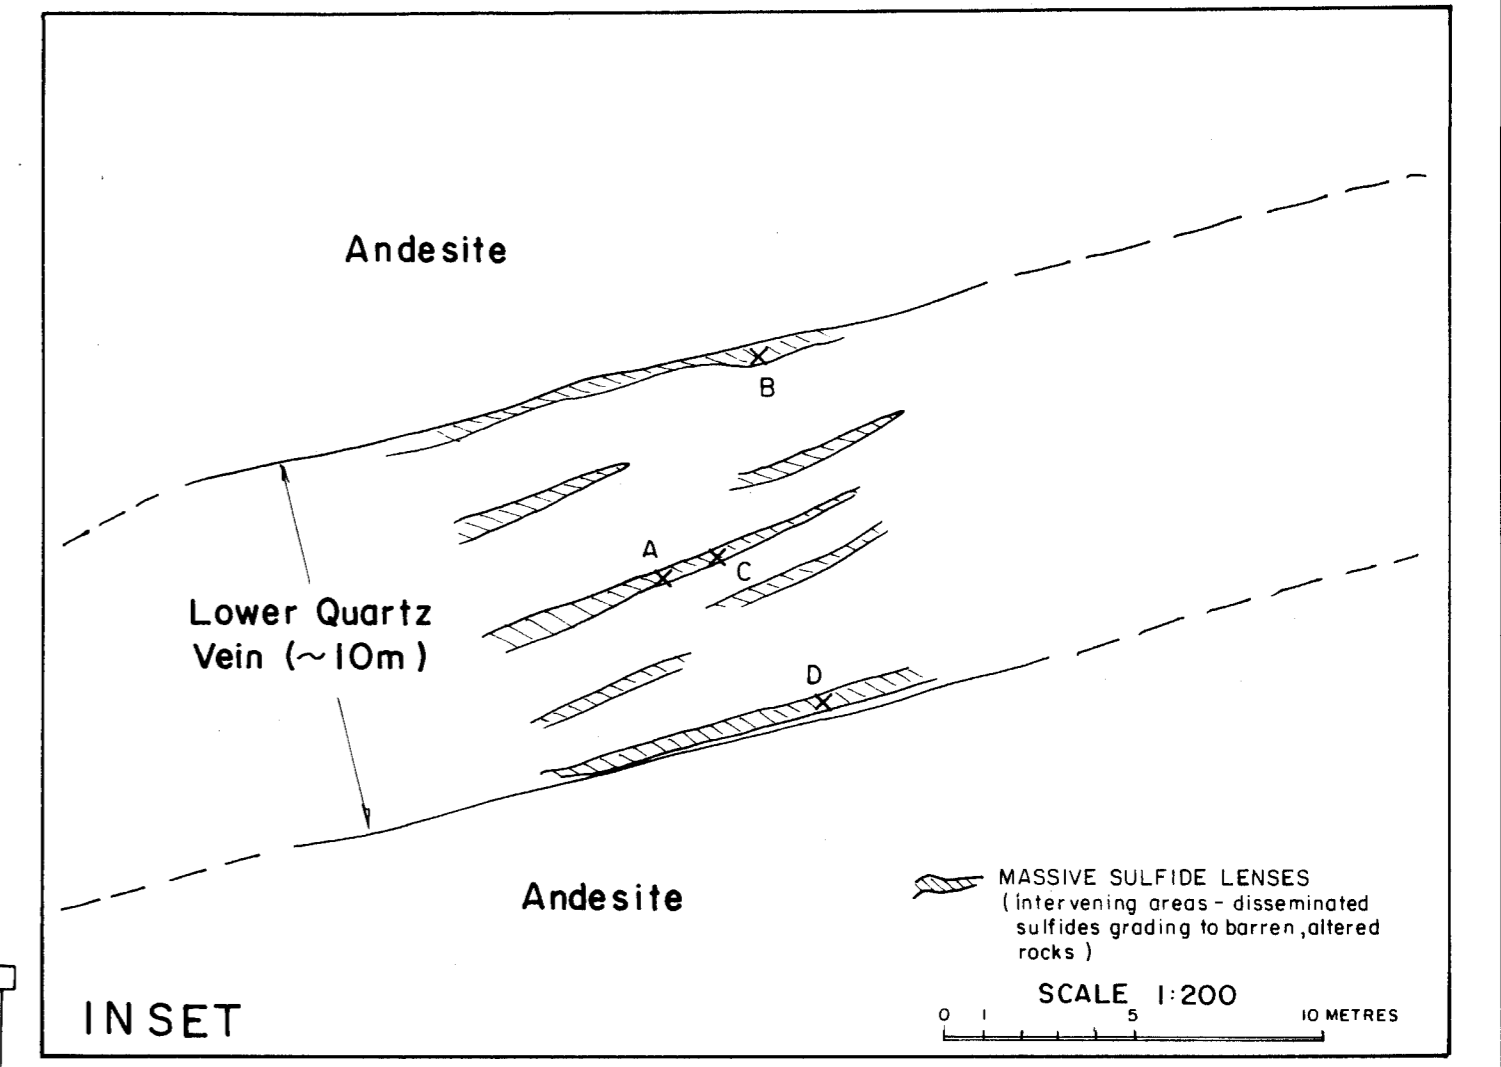 Andesite
B
A
C
Lower Quartz
Vein (~10m)
D
Andesite
MASSIVE SULFIDE LENSES
(intervening areas - disseminated
sulfides grading to barren, altered
rocks)
SCALE 1:200
0 1 5 10 METRES
INSET